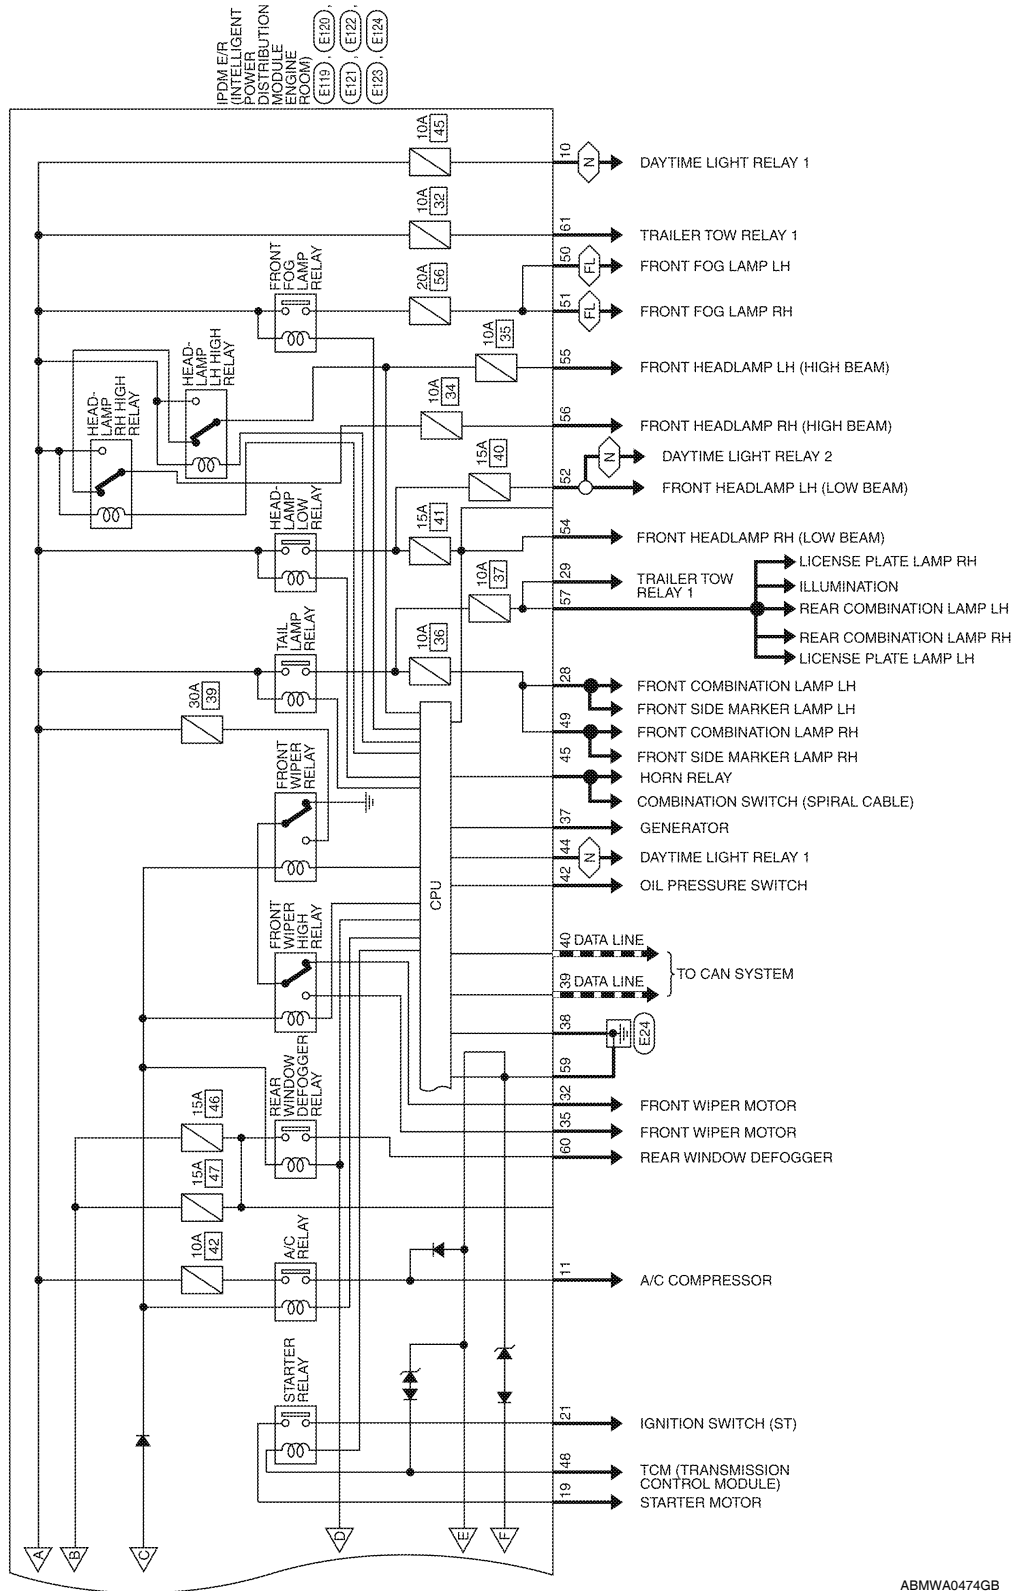 IPDM E/R
(INTELLIGENT
POWER
DISTRIBUTION
MODULE
ENGINE
ROOM)
E119, E120,
E121, E122,
E123, E124
10A
45
10
N
DAYTIME LIGHT RELAY 1
10A
32
61
TRAILER TOW RELAY 1
FRONT
FOG
LAMP
RELAY
20A
56
50
FL
FRONT FOG LAMP LH
51
FL
FRONT FOG LAMP RH
HEAD-
LAMP
LH HIGH
RELAY
10A
35
55
FRONT HEADLAMP LH (HIGH BEAM)
HEAD-
LAMP
RH HIGH
RELAY
10A
34
56
FRONT HEADLAMP RH (HIGH BEAM)
15A
40
N
DAYTIME LIGHT RELAY 2
52
FRONT HEADLAMP LH (LOW BEAM)
HEAD-
LAMP
LOW
RELAY
15A
41
54
FRONT HEADLAMP RH (LOW BEAM)
10A
37
29
TRAILER TOW
RELAY 1
57
LICENSE PLATE LAMP RH
ILLUMINATION
REAR COMBINATION LAMP LH
REAR COMBINATION LAMP RH
LICENSE PLATE LAMP LH
TAIL
LAMP
RELAY
10A
36
28
FRONT COMBINATION LAMP LH
FRONT SIDE MARKER LAMP LH
49
FRONT COMBINATION LAMP RH
FRONT SIDE MARKER LAMP RH
30A
39
FRONT
WIPER
RELAY
45
HORN RELAY
COMBINATION SWITCH (SPIRAL CABLE)
37
GENERATOR
44
N
DAYTIME LIGHT RELAY 1
42
OIL PRESSURE SWITCH
CPU
FRONT
WIPER
HIGH
RELAY
40
DATA LINE
39
DATA LINE
TO CAN SYSTEM
38
E24
59
32
FRONT WIPER MOTOR
35
FRONT WIPER MOTOR
REAR
WINDOW
DEFOGGER
RELAY
15A
46
60
REAR WINDOW DEFOGGER
15A
47
10A
42
A/C
RELAY
11
A/C COMPRESSOR
STARTER
RELAY
21
IGNITION SWITCH (ST)
48
TCM (TRANSMISSION
CONTROL MODULE)
19
STARTER MOTOR
A
B
C
D
E
F
ABMWA0474GB